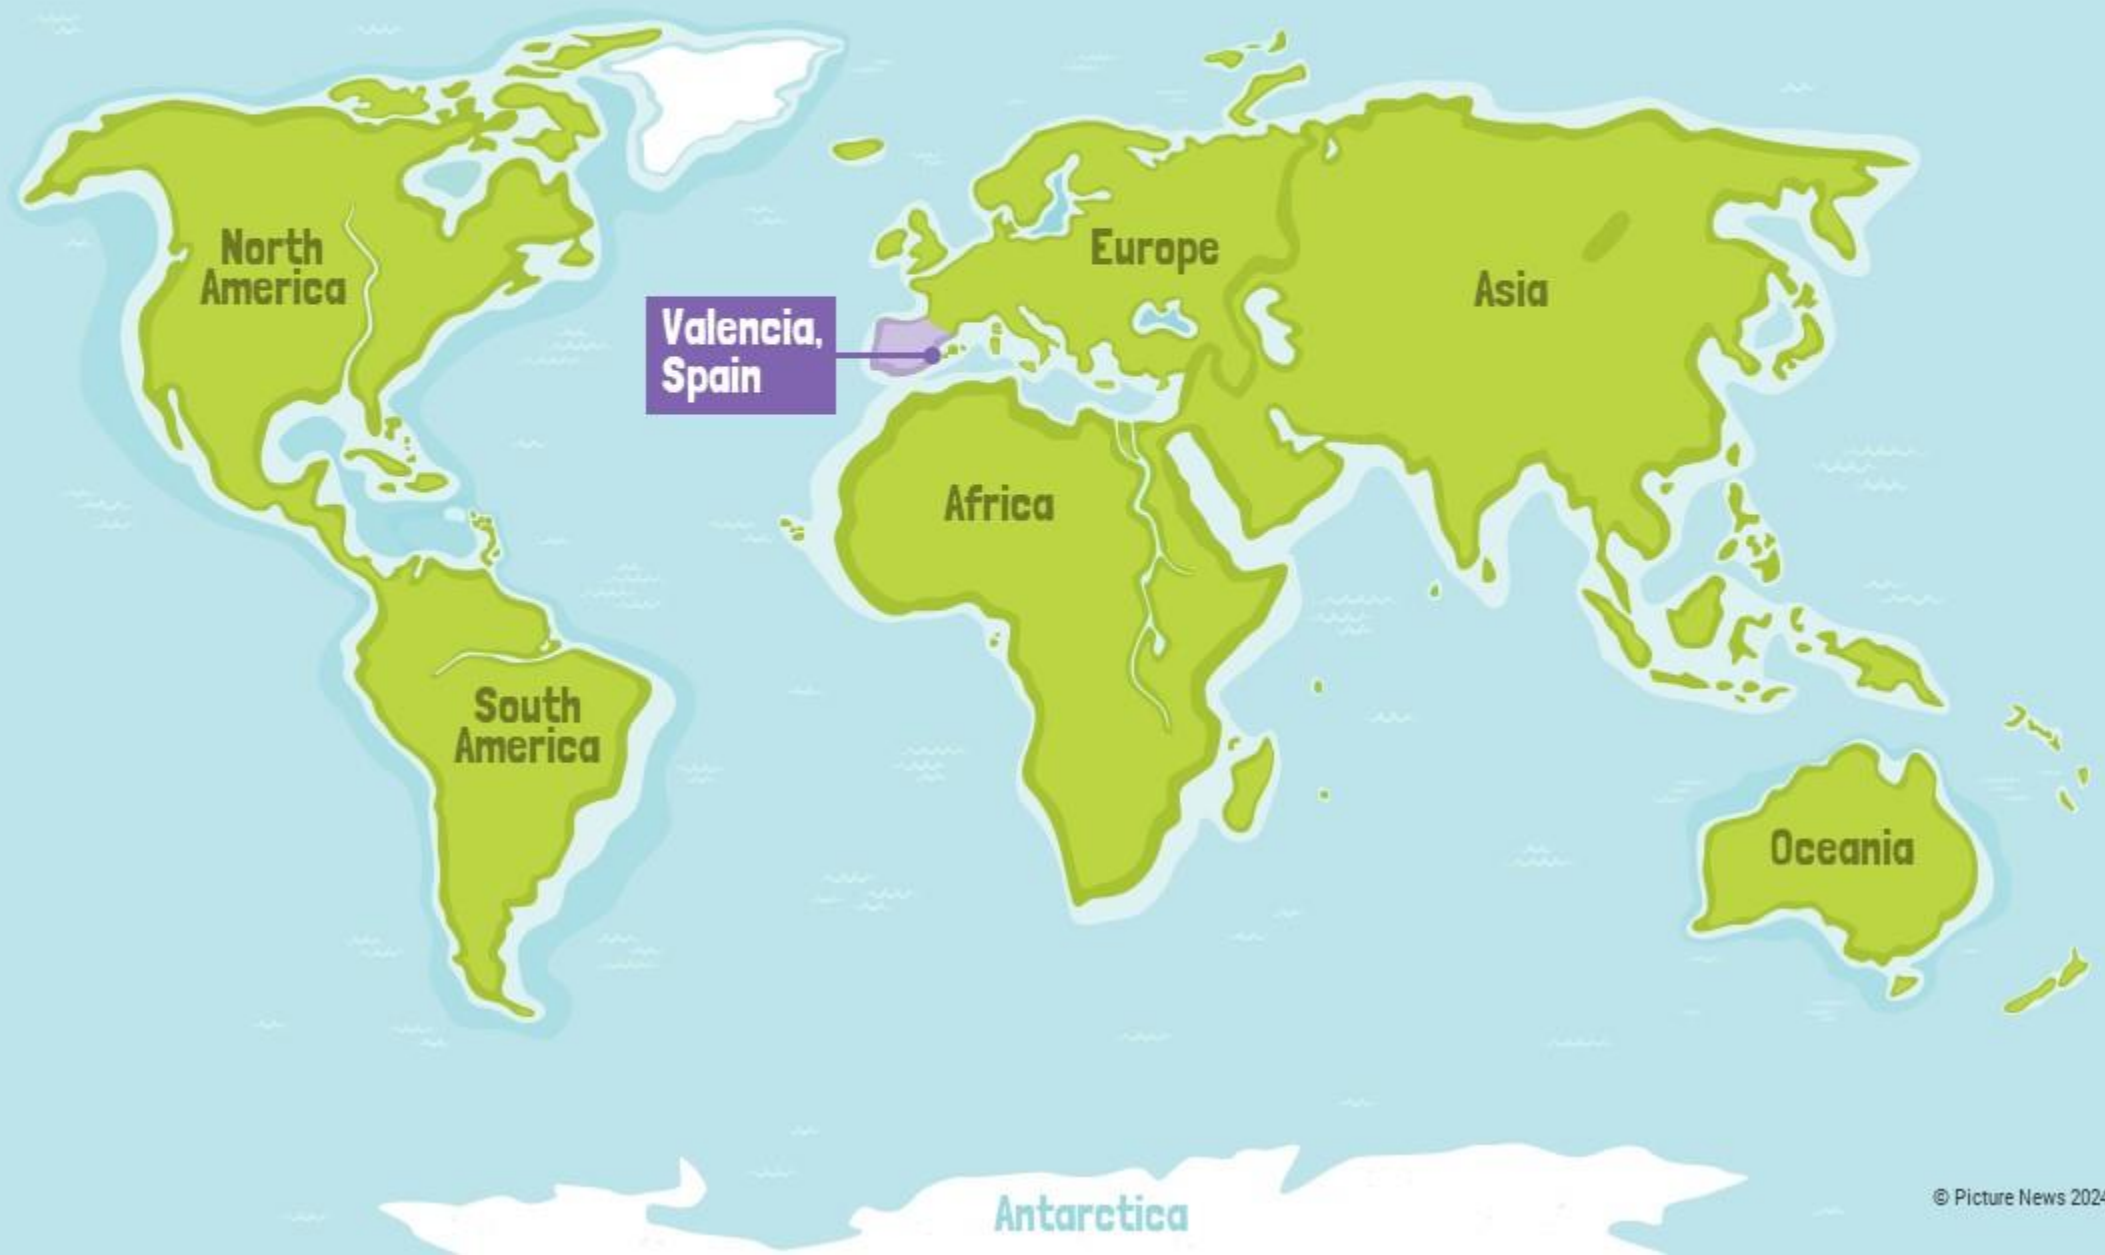 North
America
Europe
Asia
Valencia,
Spain
Africa
South
America
Oceania
Antarctica
© Picture News 2024